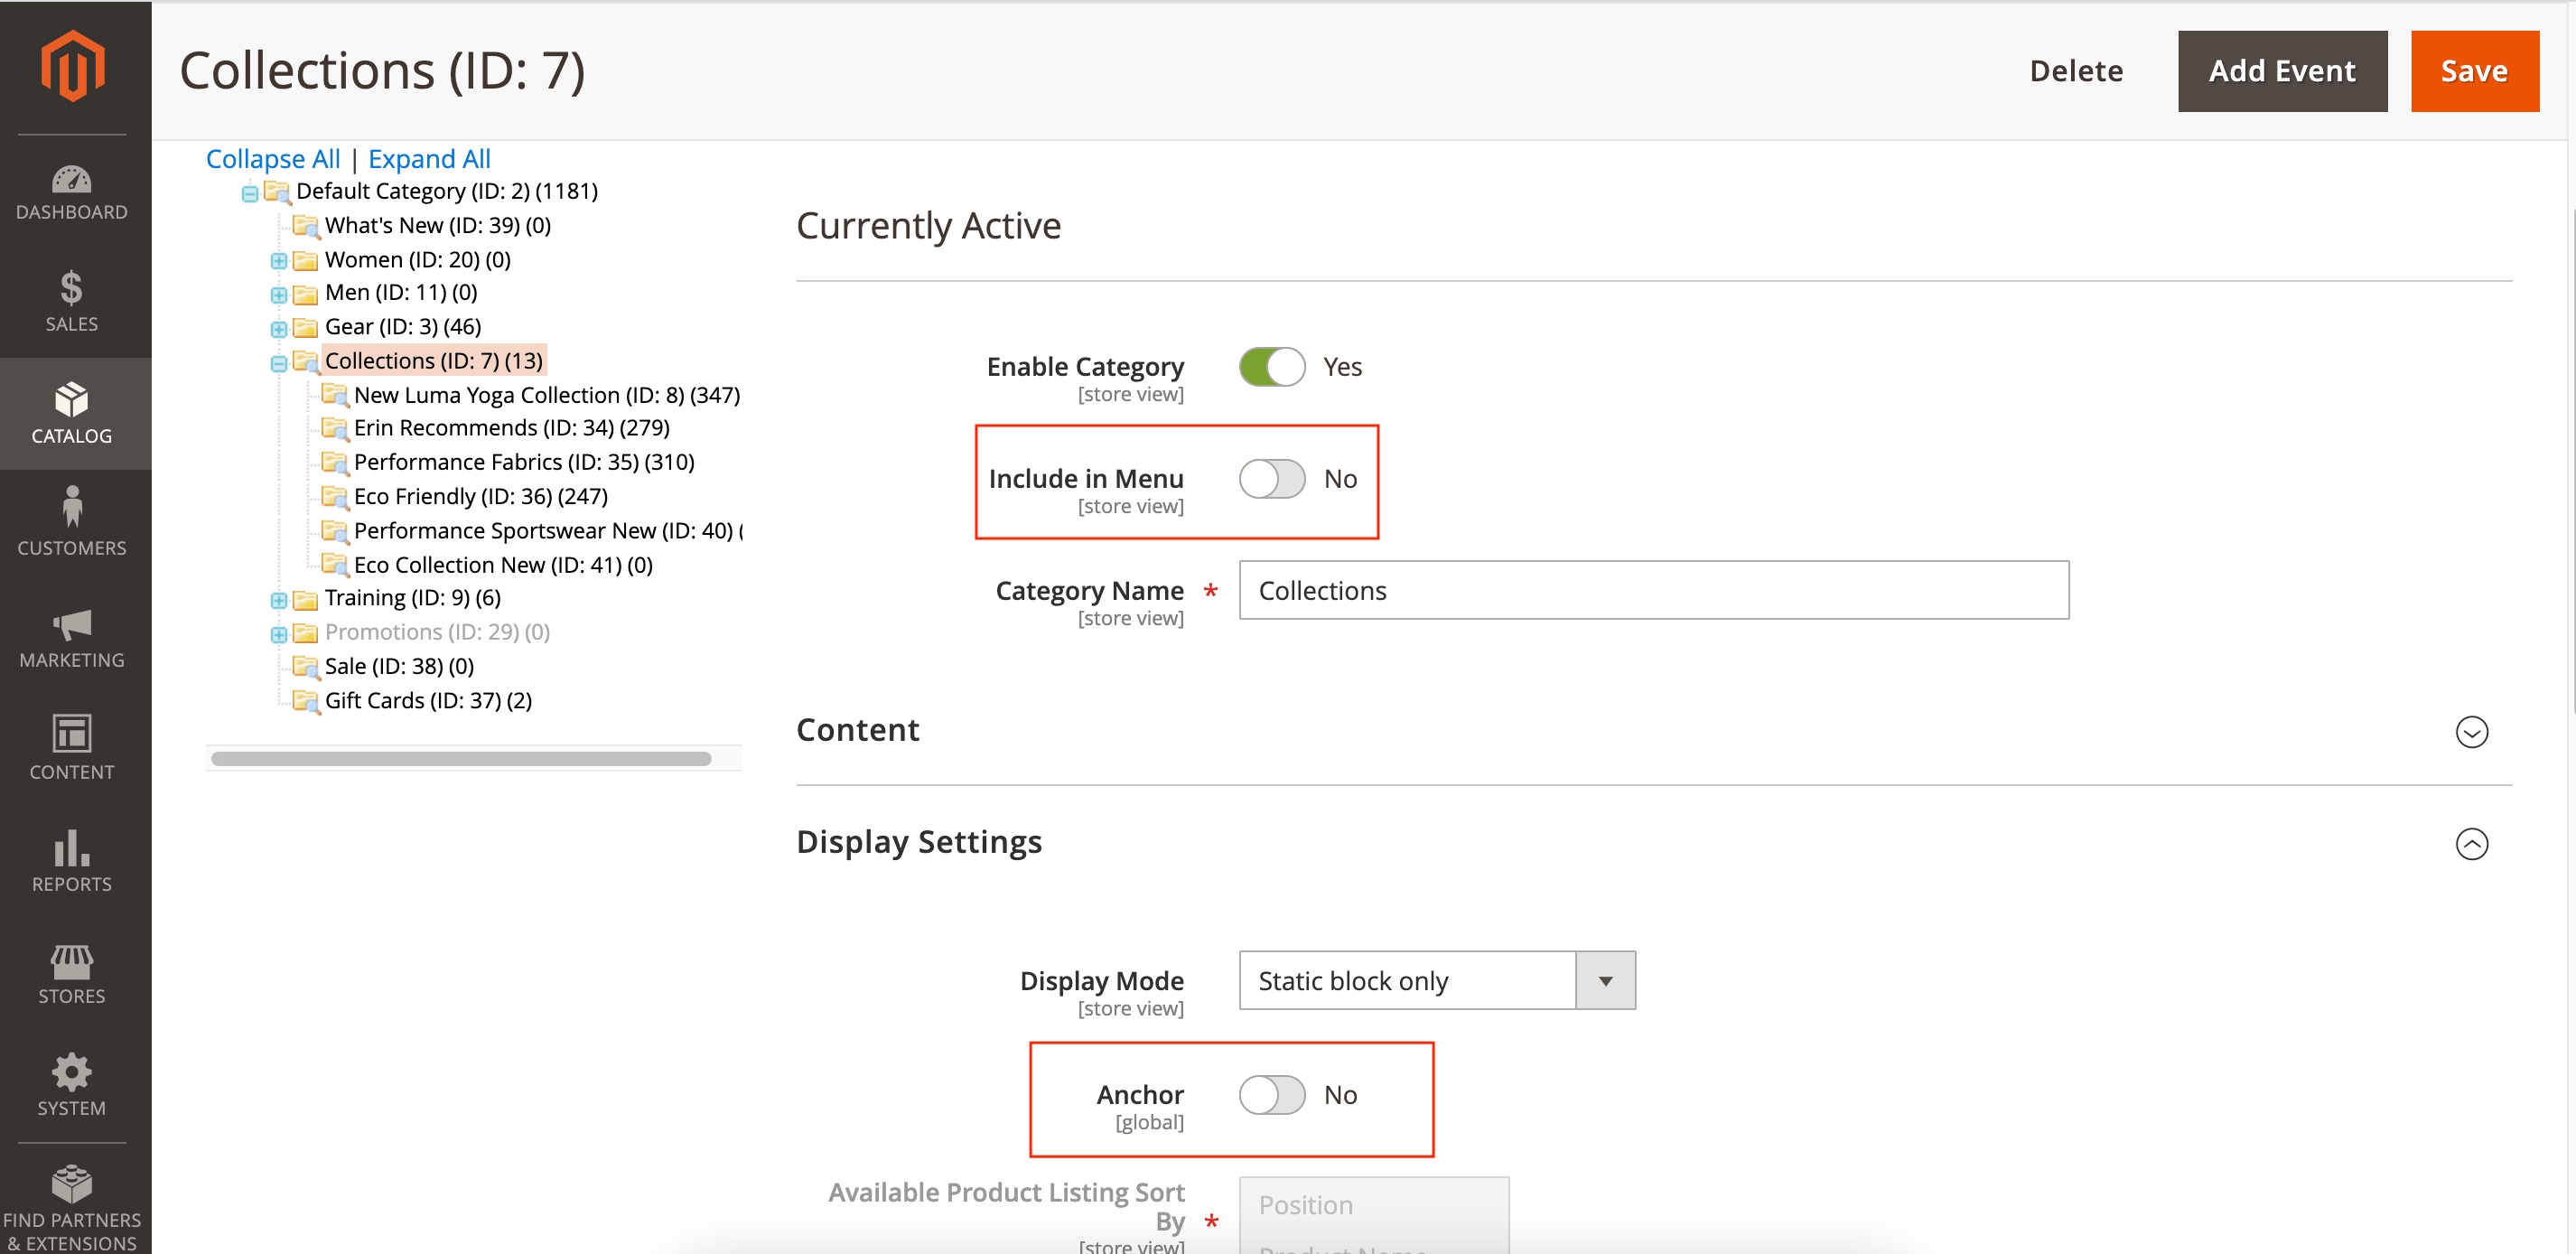 Collections (ID: 7)
Delete
Add Event
Save
DASHBOARD
SALES
CATALOG
CUSTOMERS
MARKETING
CONTENT
REPORTS
STORES
SYSTEM
FIND PARTNERS
& EXTENSIONS
Collapse All | Expand All
Default Category (ID: 2) (1181)
What's New (ID: 39) (0)
Women (ID: 20) (0)
Men (ID: 11) (0)
Gear (ID: 3) (46)
Collections (ID: 7) (13)
New Luma Yoga Collection (ID: 8) (347)
Erin Recommends (ID: 34) (279)
Performance Fabrics (ID: 35) (310)
Eco Friendly (ID: 36) (247)
Performance Sportswear New (ID: 40) (
Eco Collection New (ID: 41) (0)
Training (ID: 9) (6)
Promotions (ID: 29) (0)
Sale (ID: 38) (0)
Gift Cards (ID: 37) (2)
Currently Active
Enable Category
[store view]
Yes
Include in Menu
[store view]
No
Category Name *
[store view]
Collections
Content
Display Settings
Display Mode
[store view]
Static block only
Anchor
[global]
No
Available Product Listing Sort
By *
[store view]
Position
Product Name